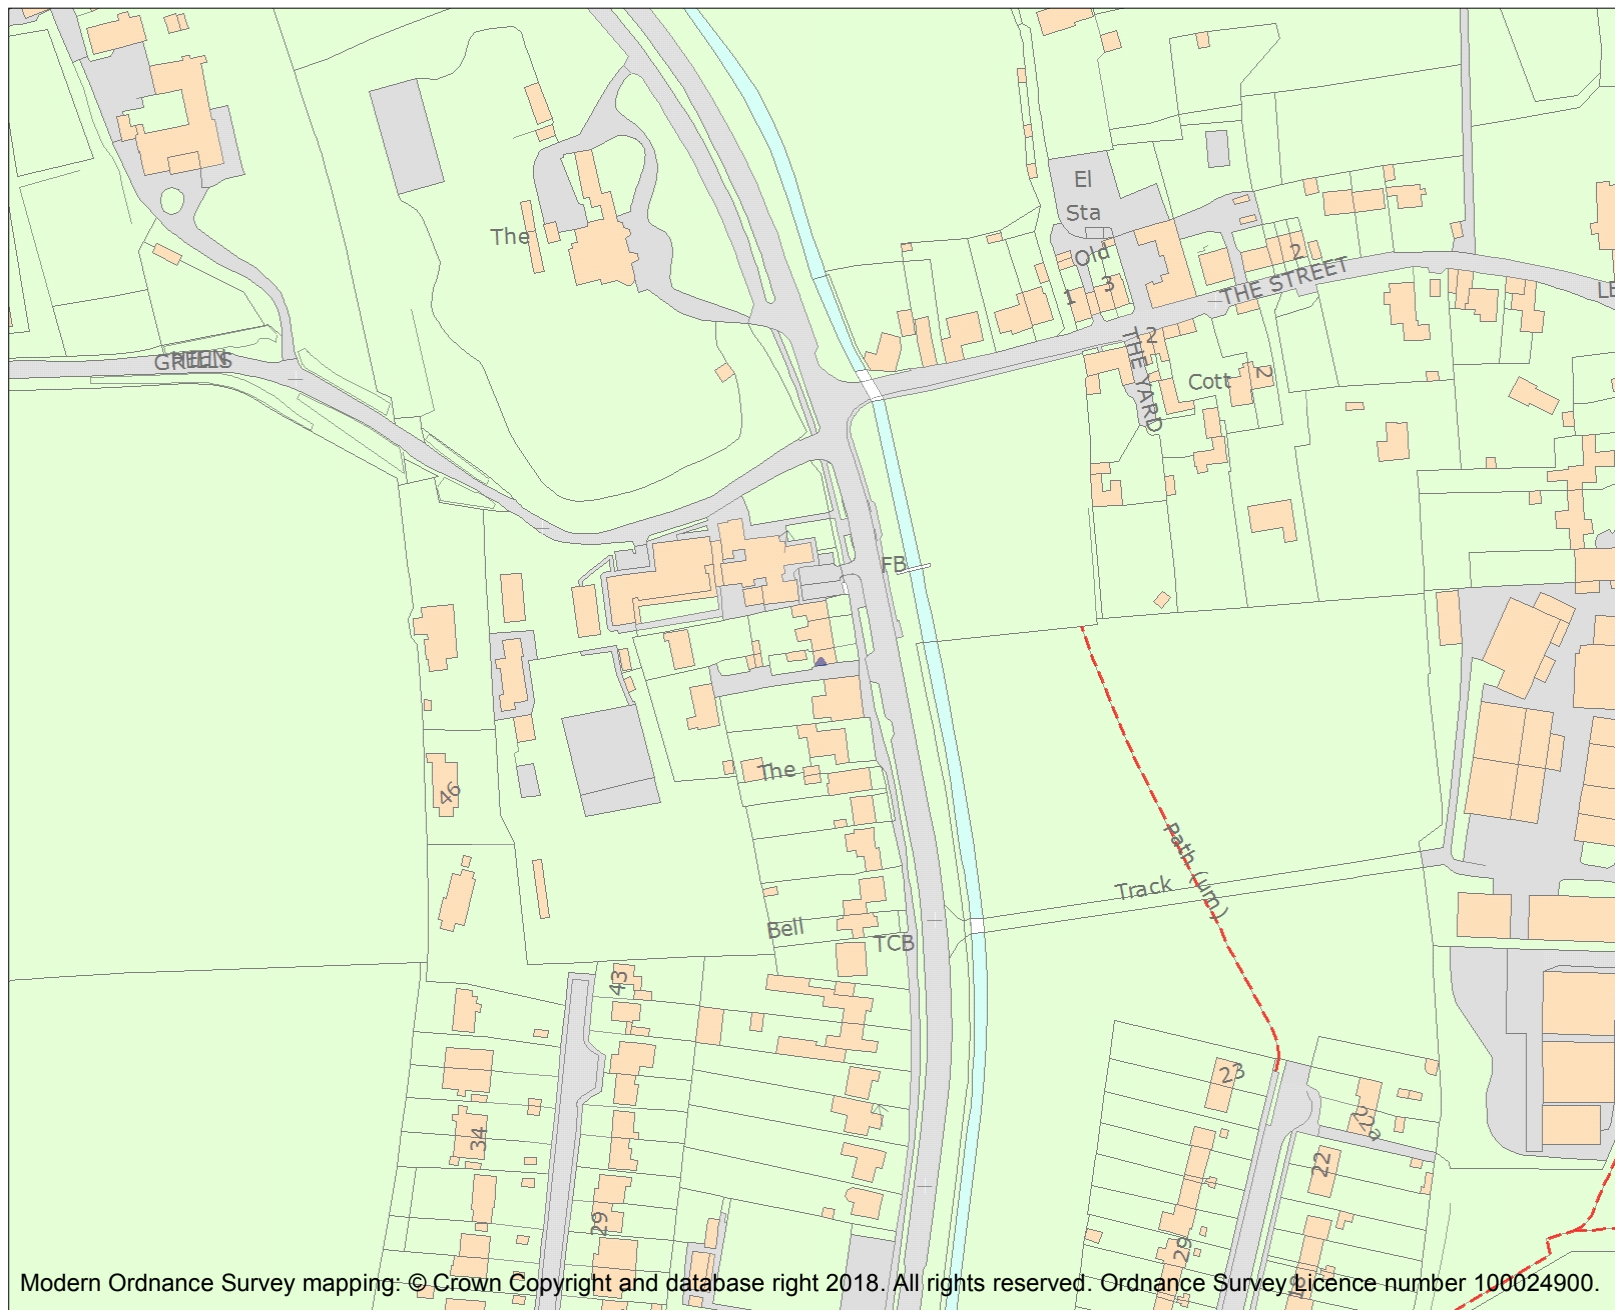 El
Sta
The
Old
2
THE STREET
1
3
2
THE YARD
Cott
2
FB
The
46
Path (um)
Track
Bell
TCB
43
23
34
22
29
29
Modern Ordnance Survey mapping: © Crown Copyright and database right 2018. All rights reserved. Ordnance Survey Licence number 100024900.